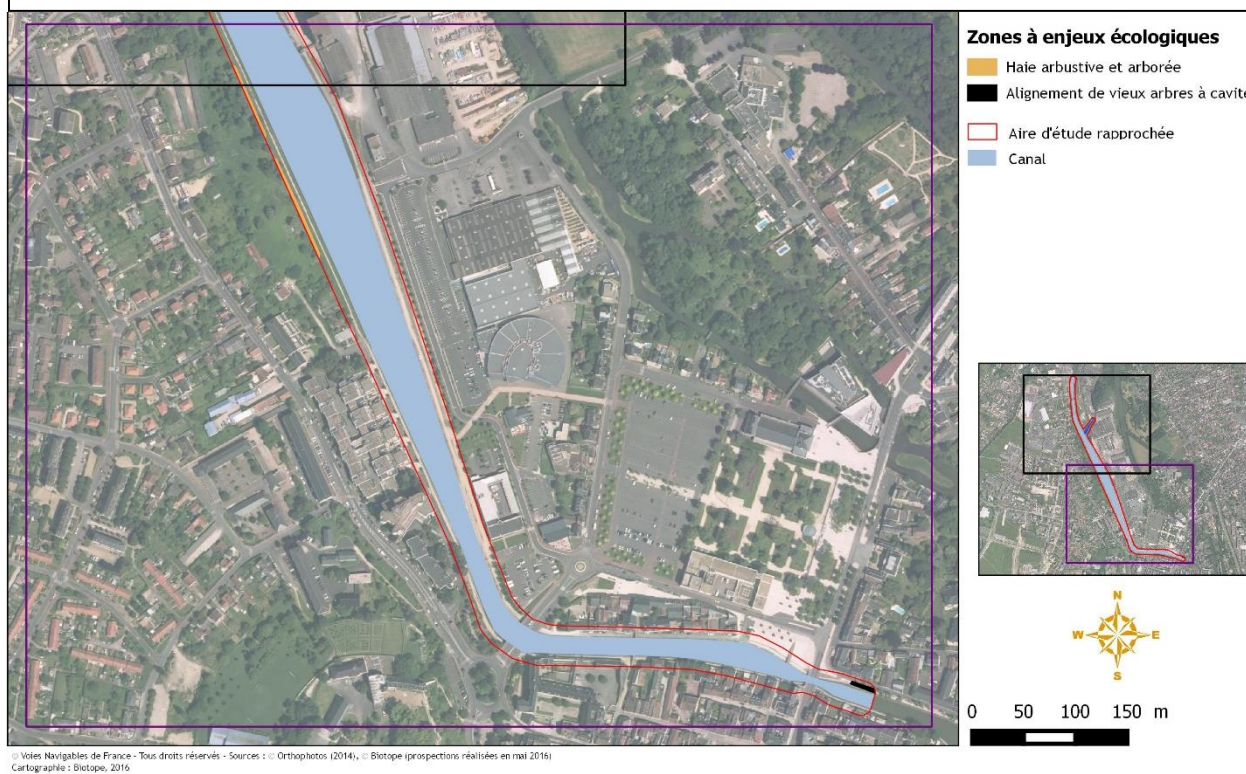 Zones à enjeux écologiques
Haie arbustive et arborée
Alignement de vieux arbres à cavité
Aire d'étude rapprochée
Canal
N
W E
S
0 50 100 150 m
© Voies Navigables de France - Tous droits réservés - Sources : © Orthophotos (2014), © Biotope (prospections réalisées en mai 2016)
Cartographie : Biotope, 2016